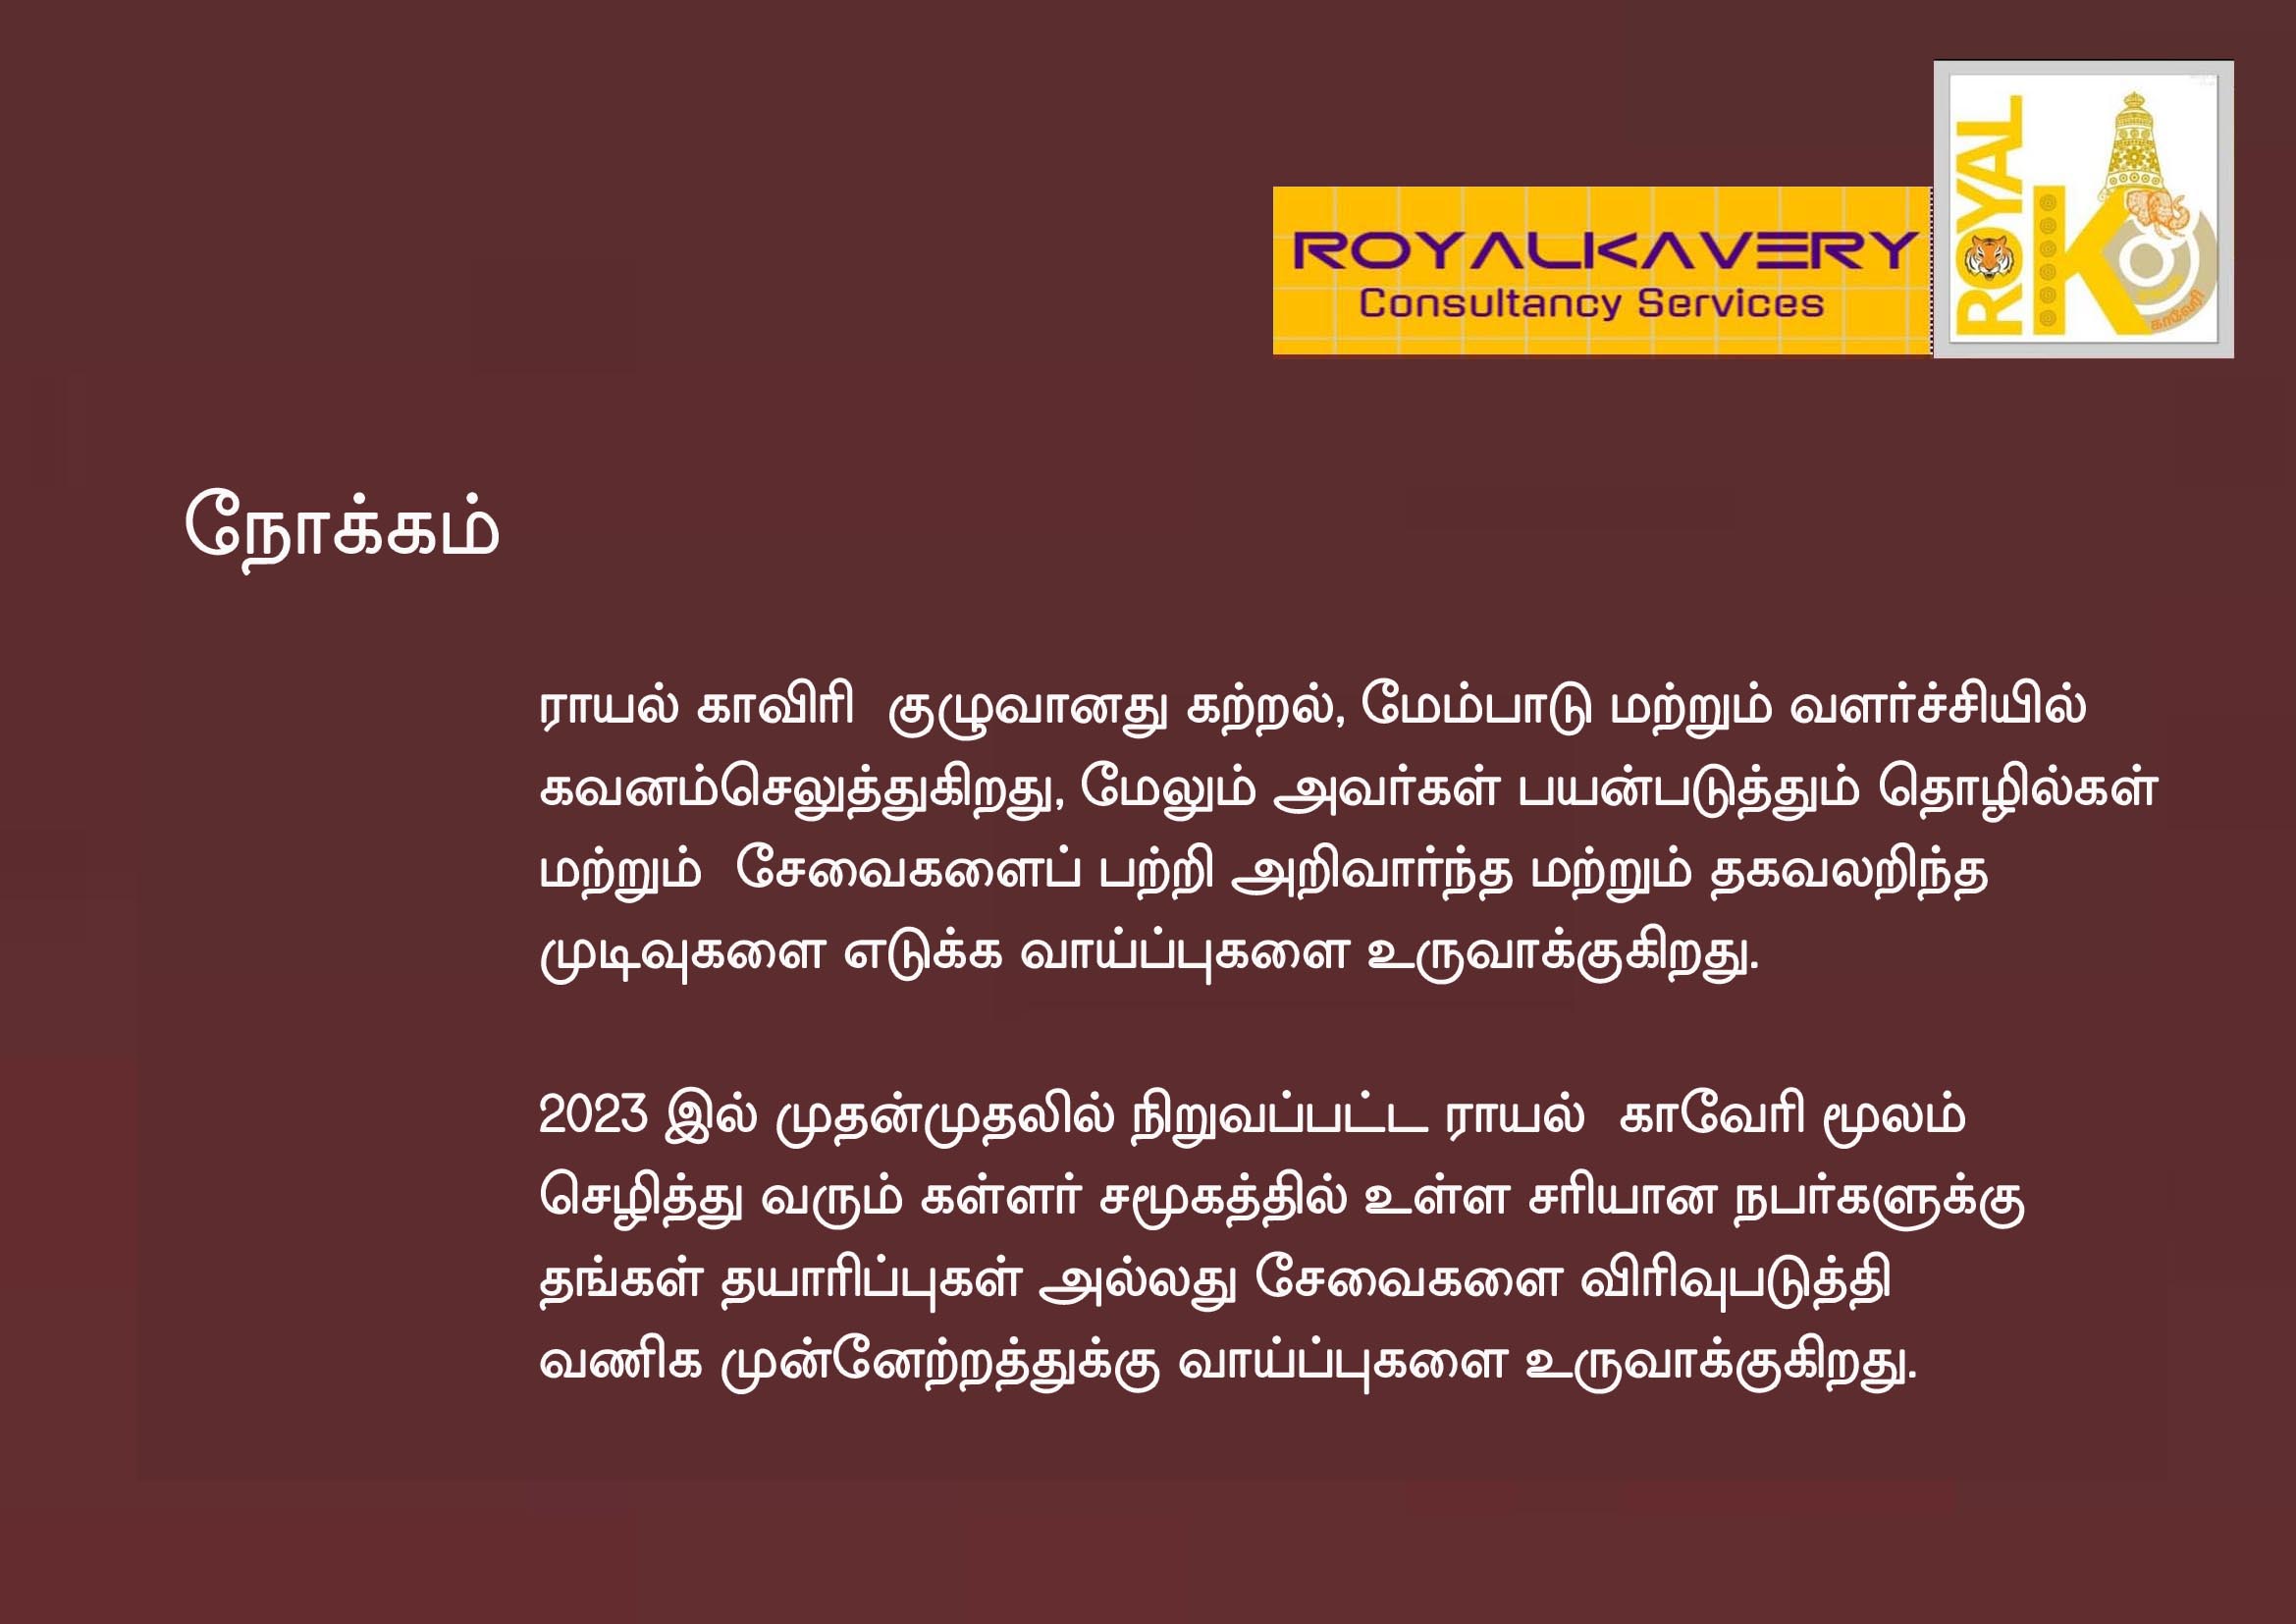 ROYALKAVERY
Consultancy Services
ROYAL
K
காவேரி
நோக்கம்
ராயல் காவிரி குழுவானது கற்றல், மேம்பாடு மற்றும் வளர்ச்சியில்
கவனம்செலுத்துகிறது, மேலும் அவர்கள் பயன்படுத்தும் தொழில்கள்
மற்றும் சேவைகளைப் பற்றி அறிவார்ந்த மற்றும் தகவலறிந்த
முடிவுகளை எடுக்க வாய்ப்புகளை உருவாக்குகிறது.
2023 இல் முதன்முதலில் நிறுவப்பட்ட ராயல் காவேரி மூலம்
செழித்து வரும் கள்ளர் சமூகத்தில் உள்ள சரியான நபர்களுக்கு
தங்கள் தயாரிப்புகள் அல்லது சேவைகளை விரிவுபடுத்தி
வணிக முன்னேற்றத்துக்கு வாய்ப்புகளை உருவாக்குகிறது.